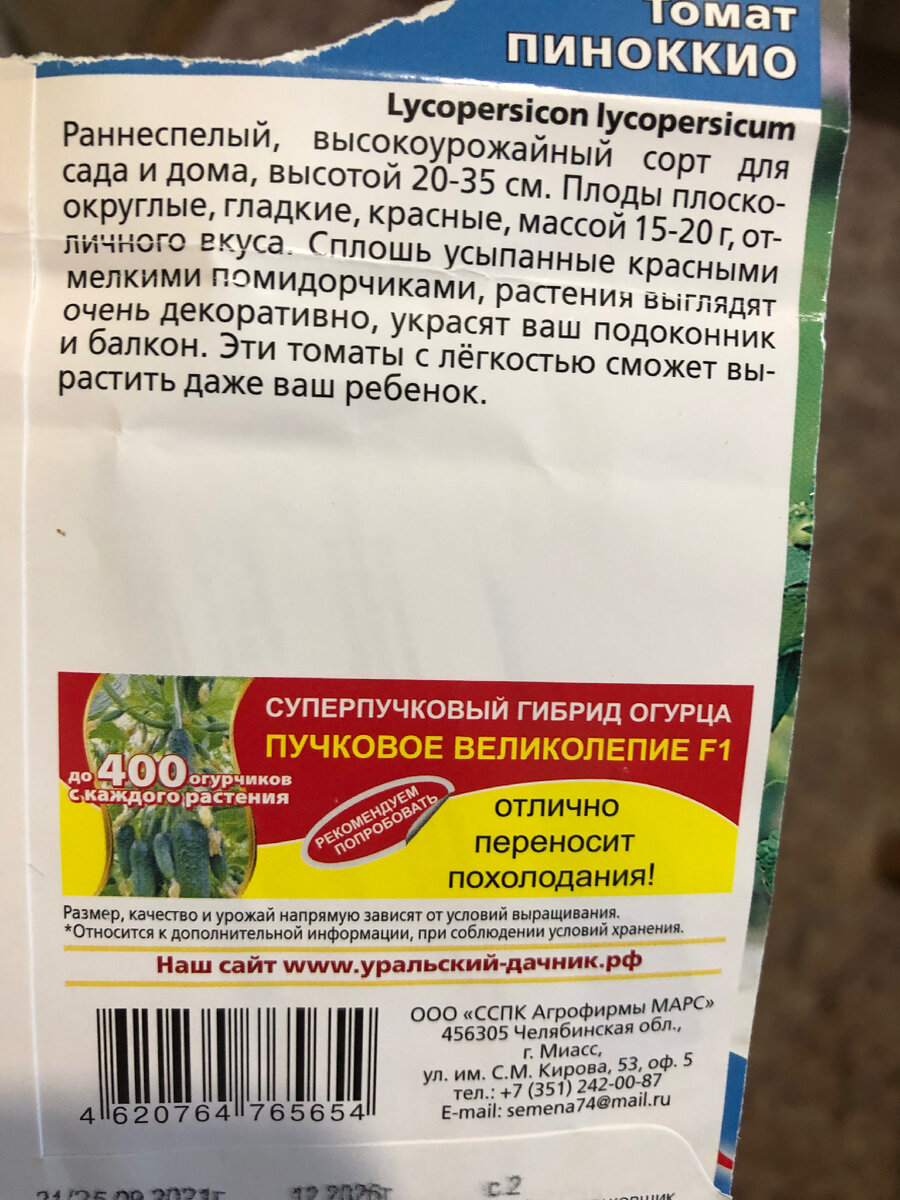 Томат
ПИНОККИО
Lycopersicon lycopersicum
Раннеспелый, высокоурожайный сорт для
сада и дома, высотой 20-35 см. Плоды плоско-
округлые, гладкие, красные, массой 15-20 г, от-
личного вкуса. Сплошь усыпанные красными
мелкими помидорчиками, растения выглядят
очень декоративно, украсят ваш подоконник
и балкон. Эти томаты с лёгкостью сможет вы-
растить даже ваш ребенок.
СУПЕРПУЧКОВЫЙ ГИБРИД ОГУРЦА
ПУЧКОВОЕ ВЕЛИКОЛЕПИЕ F1
до 400 огурчиков
с каждого растения
РЕКОМЕНДУЕМ
ПОПРОБОВАТЬ
ОТЛИЧНО
переносит
похолодания!
Размер, качество и урожай напрямую зависят от условий выращивания.
*Относится к дополнительной информации, при соблюдении условий хранения.
Наш сайт www.уральский-дачник.рф
ООО «ССПК Агрофирмы МАРС»
456305 Челябинская обл.,
г. Миасс,
ул. им. С.М. Кирова, 53, оф. 5
тел.: +7 (351) 242-00-87
E-mail: semena74@mail.ru
4 620764 765654
12.2026г
с.2